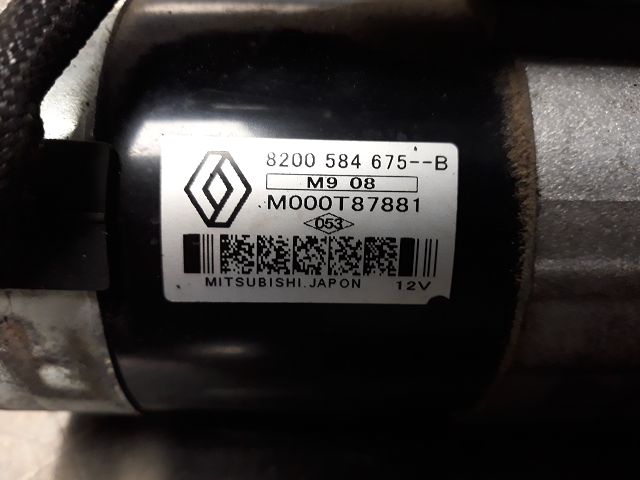 8200 584 675--B
M9 08
M000T87881
053
MITSUBISHI.JAPON 12V